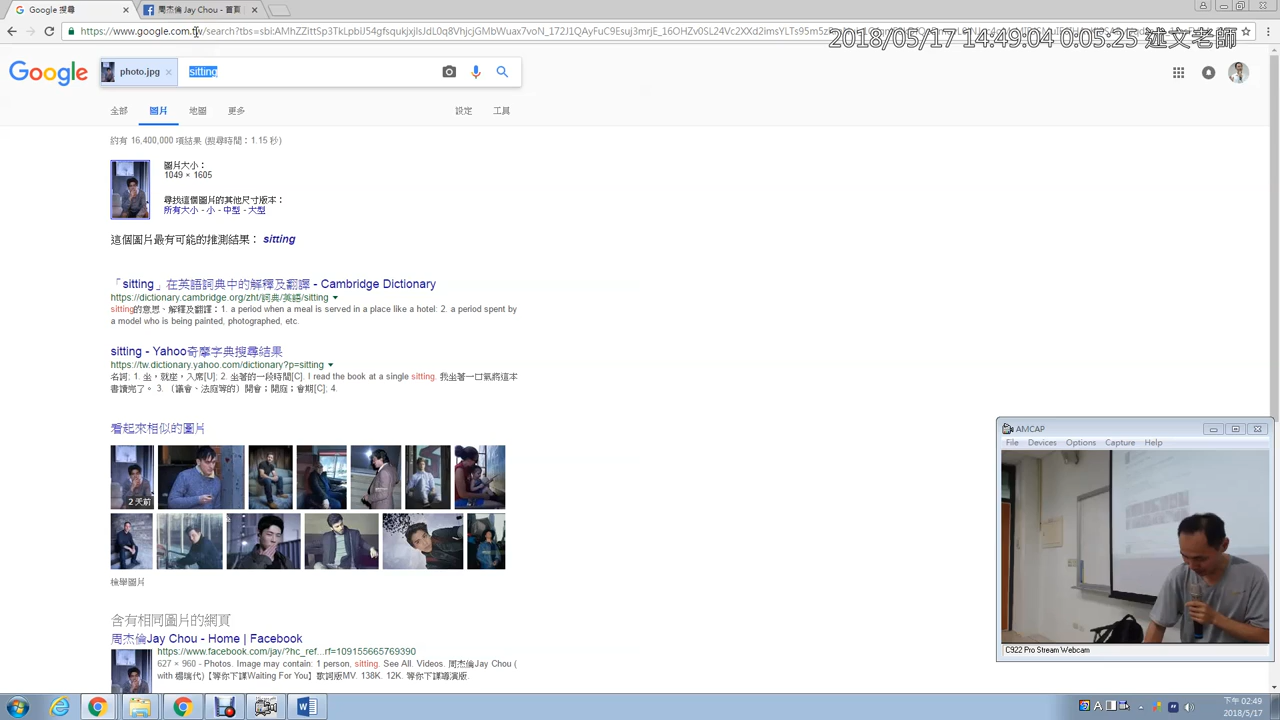 Google 搜尋
周杰倫 Jay Chou - 首頁
2018/05/17 14:49:04 0:05:25 述文老師
Google
photo.jpg
sitting
全部
圖片
地圖
更多
設定
工具
約有 16,400,000 項結果 (搜尋時間：1.15 秒)
圖片大小：
1049 × 1605
尋找這個圖片的其他尺寸版本：
所有大小 - 小 - 中型 - 大型
這個圖片最有可能的推測結果： sitting
「sitting」在英語詞典中的解釋及翻譯 - Cambridge Dictionary
https://dictionary.cambridge.org/zht/詞典/英語/sitting
sitting的意思、解釋及翻譯：1. a period when a meal is served in a place like a hotel: 2. a period spent by
a model who is being painted, photographed, etc.
sitting - Yahoo奇摩字典搜尋結果
https://tw.dictionary.yahoo.com/dictionary?p=sitting
名詞: 1. 坐，就座，入席[U]; 2. 坐著的一段時間[C]. I read the book at a single sitting. 我坐著一口氣將這本
書讀完了。 3. （議會、法庭等的）開會；開庭；會期[C]; 4.
看起來相似的圖片
2 天前
檢舉圖片
含有相同圖片的網頁
周杰倫Jay Chou - Home | Facebook
https://www.facebook.com/jay/?hc_ref...rf=109155665769390
627 × 960 - Photos. Image may contain: 1 person, sitting. See All. Videos. 周杰倫Jay Chou (
with 楊瑞代)【等你下課Waiting For You】歌詞版MV. 138K. 12K. 等你下課導演版.
AMCAP
File Devices Options Capture Help
C922 Pro Stream Webcam
下午 02:49
2018/5/17